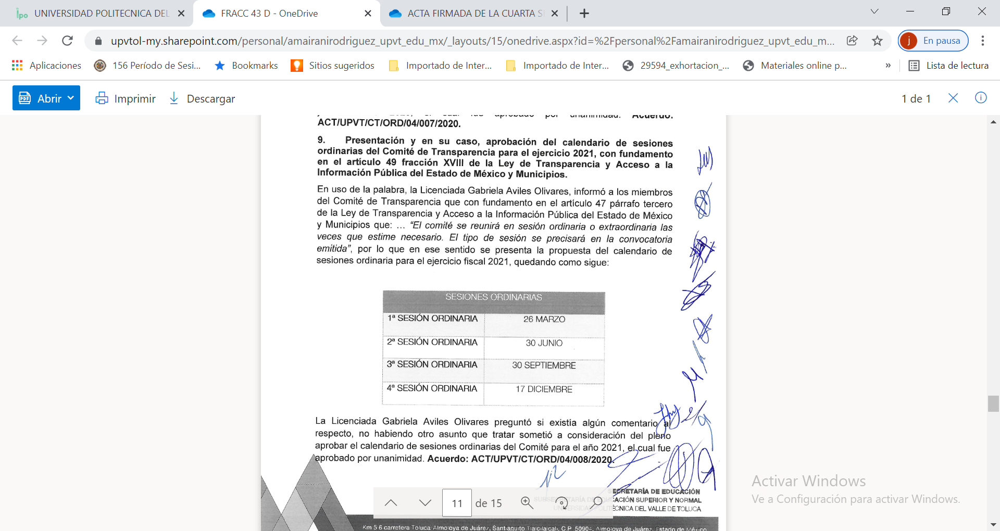 ipo UNIVERSIDAD POLITECNICA DEL
FRACC 43 D - OneDrive
ACTA FIRMADA DE LA CUARTA S
upvtol-my.sharepoint.com/personal/amairanirodriguez_upvt_edu_mx/_layouts/15/onedrive.aspx?id=%2Fpersonal%2Famairanirodriguez_upvt_edu_m...
j En pausa
Aplicaciones
156 Período de Sesi...
Bookmarks
Sitios sugeridos
Importado de Inter...
Importado de Inter...
29594_exhortacion_...
Materiales online p...
»
Lista de lectura
PDF Abrir
Imprimir
Descargar
1 de 1
aprobado por unanimidad. Acuerdo:
ACT/UPVT/CT/ORD/04/007/2020.
9. Presentación y en su caso, aprobación del calendario de sesiones
ordinarias del Comité de Transparencia para el ejercicio 2021, con fundamento
en el artículo 49 fracción XVIII de la Ley de Transparencia y Acceso a la
Información Pública del Estado de México y Municipios.
En uso de la palabra, la Licenciada Gabriela Aviles Olivares, informó a los miembros
del Comité de Transparencia que con fundamento en el artículo 47 párrafo tercero
de la Ley de Transparencia y Acceso a la Información Pública del Estado de México
y Municipios que: ... “El comité se reunirá en sesión ordinaria o extraordinaria las
veces que estime necesario. El tipo de sesión se precisará en la convocatoria
emitida”, por lo que en ese sentido se presenta la propuesta del calendario de
sesiones ordinaria para el ejercicio fiscal 2021, quedando como sigue:
SESIONES ORDINARIAS
1ª SESIÓN ORDINARIA 26 MARZO
2ª SESIÓN ORDINARIA 30 JUNIO
3ª SESIÓN ORDINARIA 30 SEPTIEMBRE
4ª SESIÓN ORDINARIA 17 DICIEMBRE
La Licenciada Gabriela Aviles Olivares preguntó si existía algún comentario al
respecto, no habiendo otro asunto que tratar sometió a consideración del pleno
aprobar el calendario de sesiones ordinarias del Comité para el año 2021, el cual fue
aprobado por unanimidad. Acuerdo: ACT/UPVT/CT/ORD/04/008/2020.
SECRETARÍA DE EDUCACIÓN
SUBSECRETARÍA DE EDUCACIÓN SUPERIOR Y NORMAL
UNIVERSIDAD POLITÉCNICA DEL VALLE DE TOLUCA
11 de 15
Km 5.6 carretera Toluca-Almoloya de Juárez, Santiaguito Tlalcilalcali, C.P. 50904, Almoloya de Juárez, Estado de México
Activar Windows
Ve a Configuración para activar Windows.